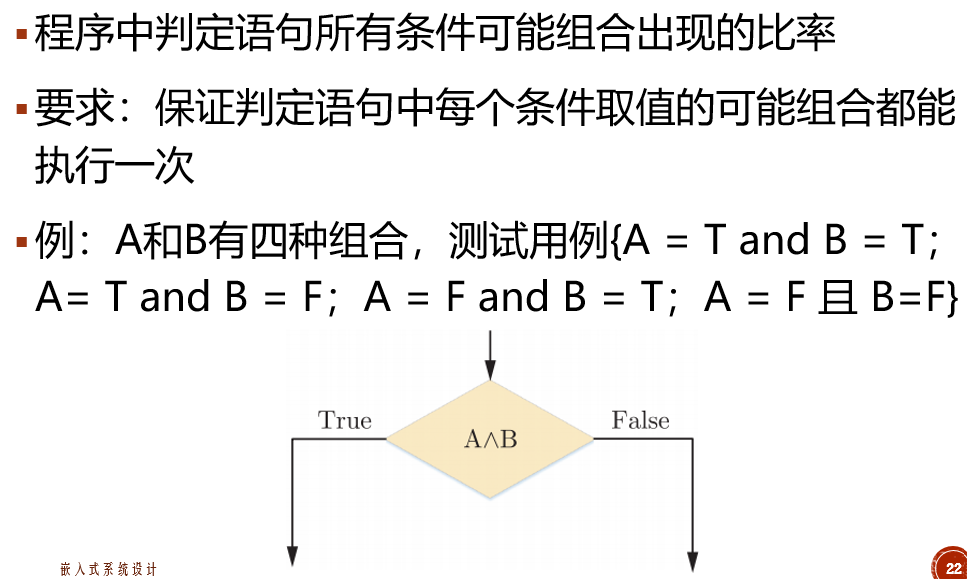 ▪程序中判定语句所有条件可能组合出现的比率
▪要求：保证判定语句中每个条件取值的可能组合都能
执行一次
▪例：A和B有四种组合，测试用例{A = T and B = T；
A= T and B = F；A = F and B = T；A = F 且 B=F}
True
False
A∧B
嵌入式系统设计
22